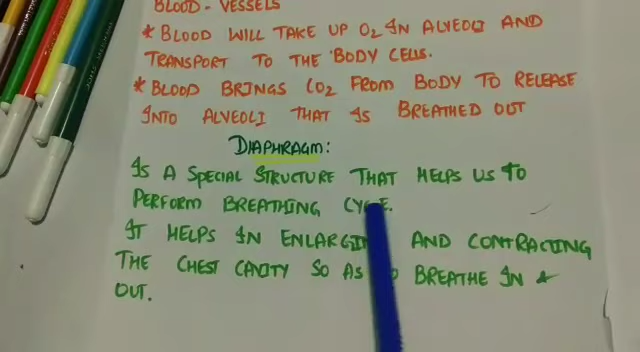 BLOOD - VESSELS
* BLOOD WILL TAKE UP O2 IN ALVEOLI AND
TRANSPORT TO THE BODY CELLS.
* BLOOD BRINGS CO2 FROM BODY TO RELEASE
INTO ALVEOLI THAT IS BREATHED OUT
DIAPHRAGM:
IS A SPECIAL STRUCTURE THAT HELPS US TO
PERFORM BREATHING
IT HELPS IN ENLARGIN AND CONTRACTING
THE CHEST CAVITY SO AS BREATHE IN &
OUT.